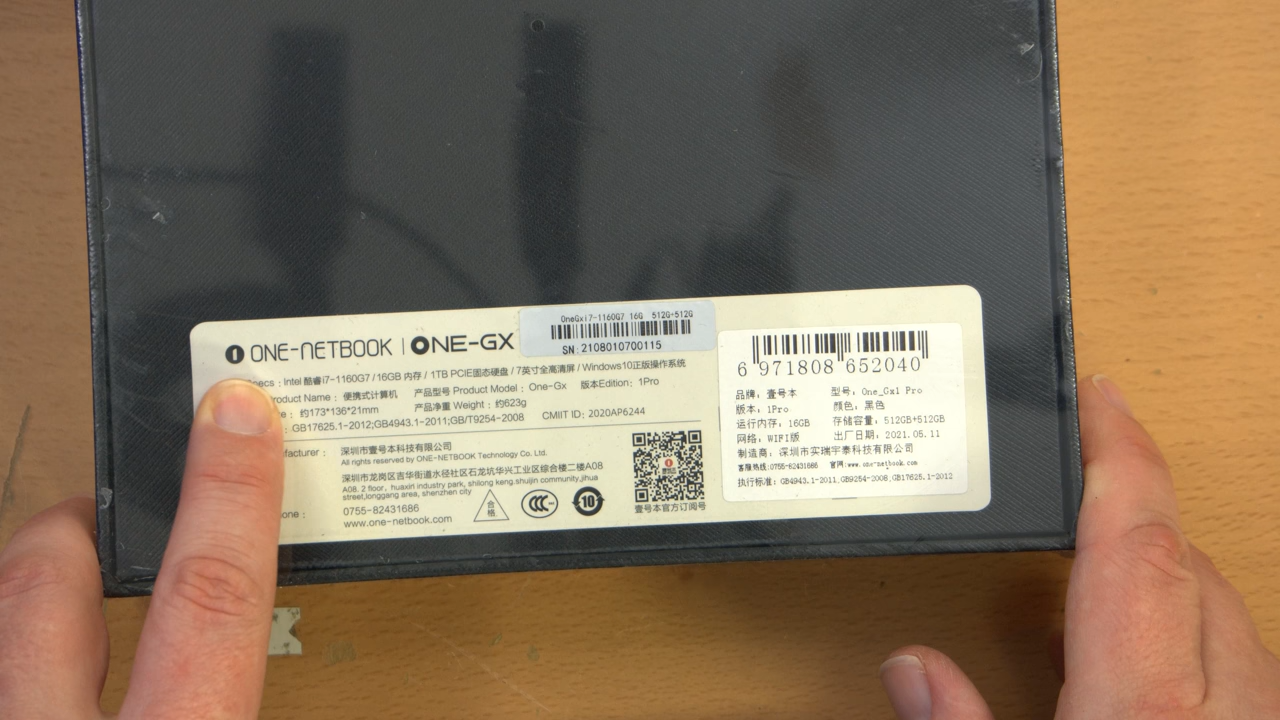 ONE-NETBOOK | ONE-GX
OneGxi7-1160G7 16G 512G+512G
SN: 2108010700115
ecs : Intel 酷睿i7-1160G7 / 16GB 内存 / 1TB PCIE固态硬盘 / 7英寸全高清屏 / Windows10正版操作系统
roduct Name : 便携式计算机 产品型号 Product Model : One-Gx 版本Edition : 1Pro
e : 约173*136*21mm 产品净重 Weight : 约623g
: GB17625.1-2012;GB4943.1-2011;GB/T9254-2008 CMIIT ID: 2020AP6244
facturer : 深圳市壹号本科技有限公司
All rights reserved by ONE-NETBOOK Technology Co. Ltd.
深圳市龙岗区吉华街道水径社区石龙坑华兴工业区综合楼二楼A08
A08. 2 floor, huaxin industry park, shilong keng.shuijin community,jihua
street,longgang area, shenzhen city
one : 0755-82431686
www.one-netbook.com
合格
CCC
10
壹号本官方订阅号
6 971808 652040
品牌: 壹号本 型号: One_Gx1 Pro
版本: 1Pro 颜色: 黑色
运行内存: 16GB 存储容量: 512GB+512GB
网络: WIFI版 出厂日期: 2021.05.11
制造商: 深圳市实瑞宇泰科技有限公司
客服热线:0755-82431686 官网:www.one-netbook.com
执行标准: GB4943.1-2011,GB9254-2008,GB17625.1-2012